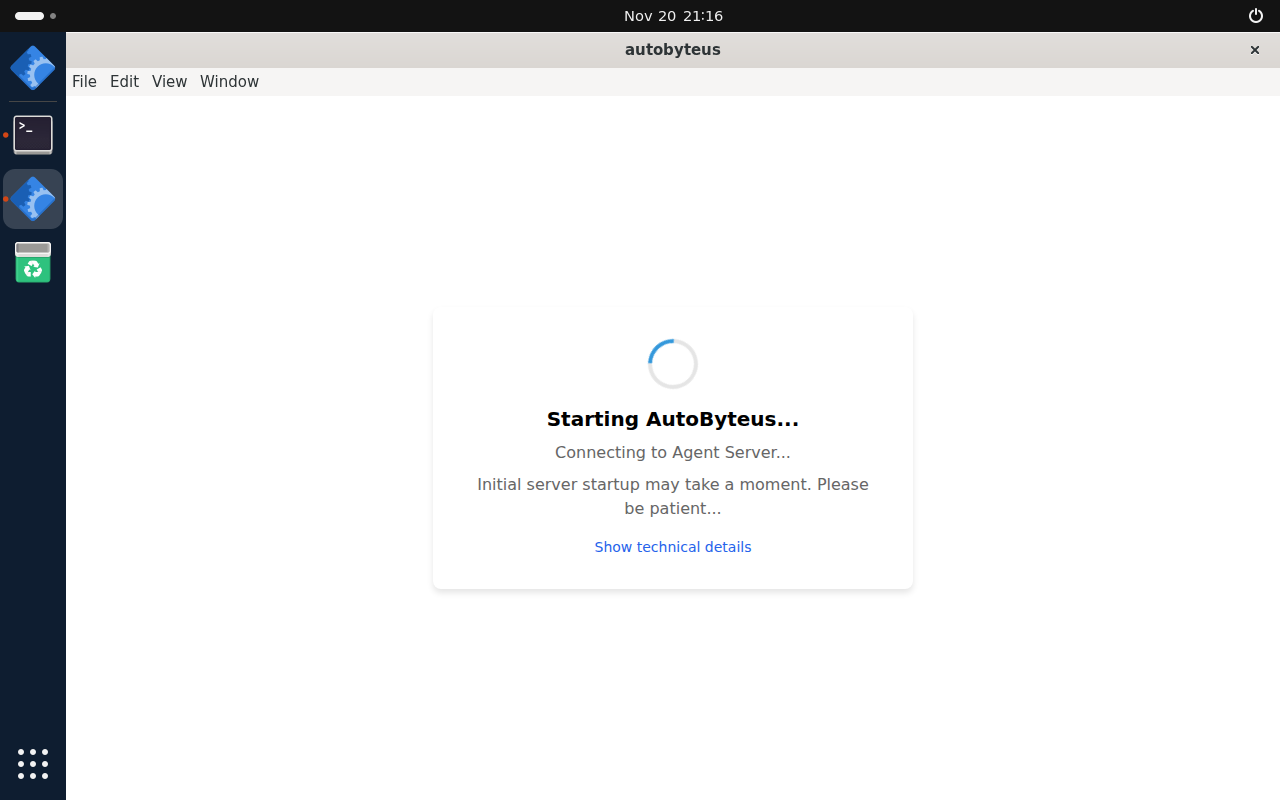 Nov 20 21:16
autobyteus
File Edit View Window
>_
Starting AutoByteus...
Connecting to Agent Server...
Initial server startup may take a moment. Please
be patient...
Show technical details